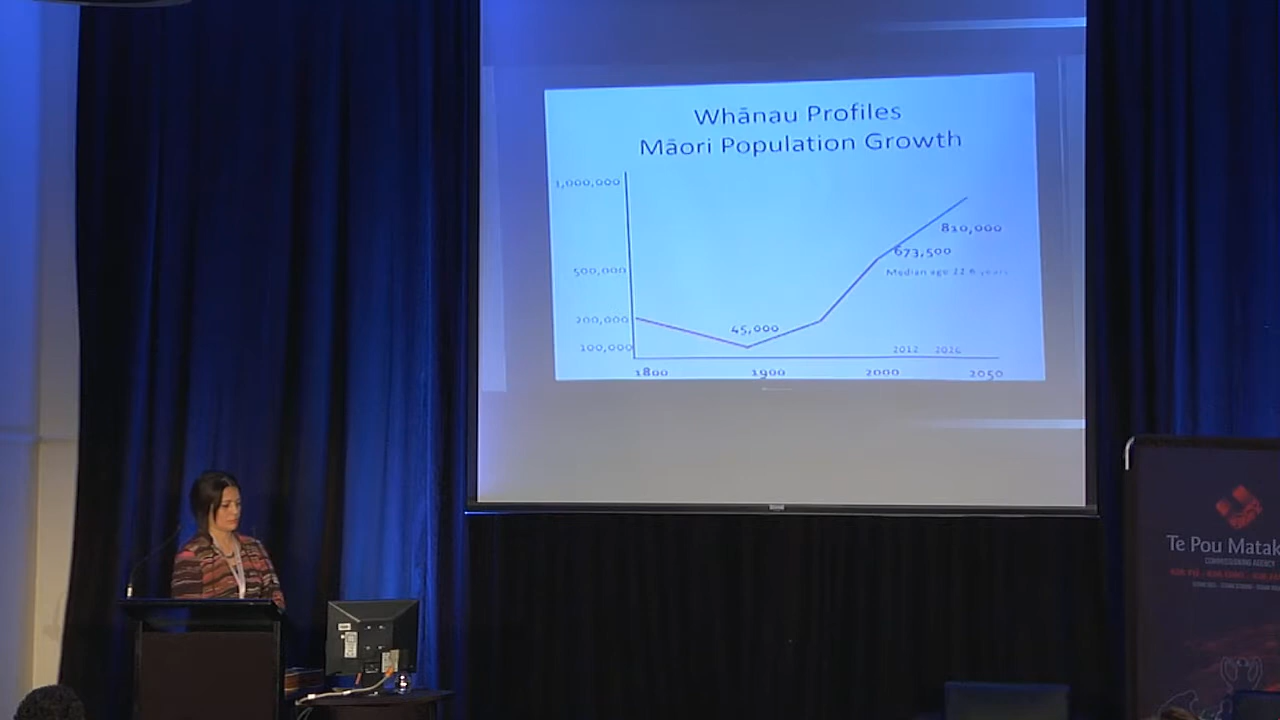 Whānau Profiles
Māori Population Growth
1,000,000
810,000
673,500
500,000
Median age 22.6 years
200,000
45,000
100,000
2012 2026
1800 1900 2000 2050
Te Pou Matak
COMMISSIONING AGENCY